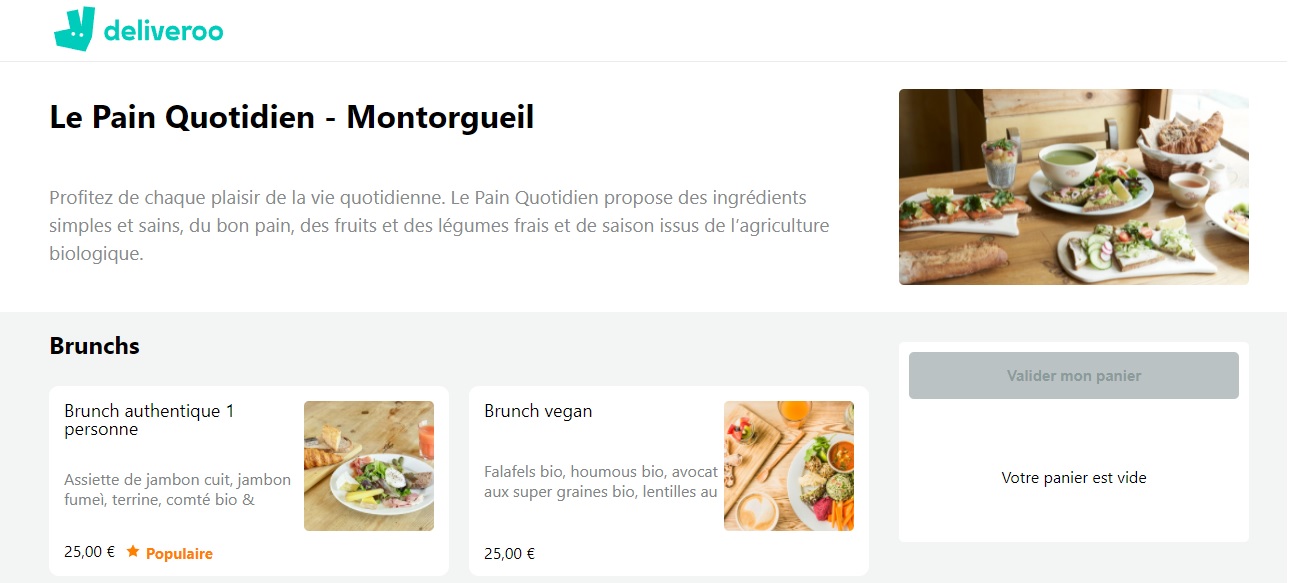 deliveroo
Le Pain Quotidien - Montorgueil
Profitez de chaque plaisir de la vie quotidienne. Le Pain Quotidien propose des ingrédients
simples et sains, du bon pain, des fruits et des légumes frais et de saison issus de l’agriculture
biologique.
Brunchs
Brunch authentique 1
personne
Assiette de jambon cuit, jambon
fumeì, terrine, comté bio &
25,00 €
Populaire
Brunch vegan
Falafels bio, houmous bio, avocat
aux super graines bio, lentilles au
25,00 €
Valider mon panier
Votre panier est vide